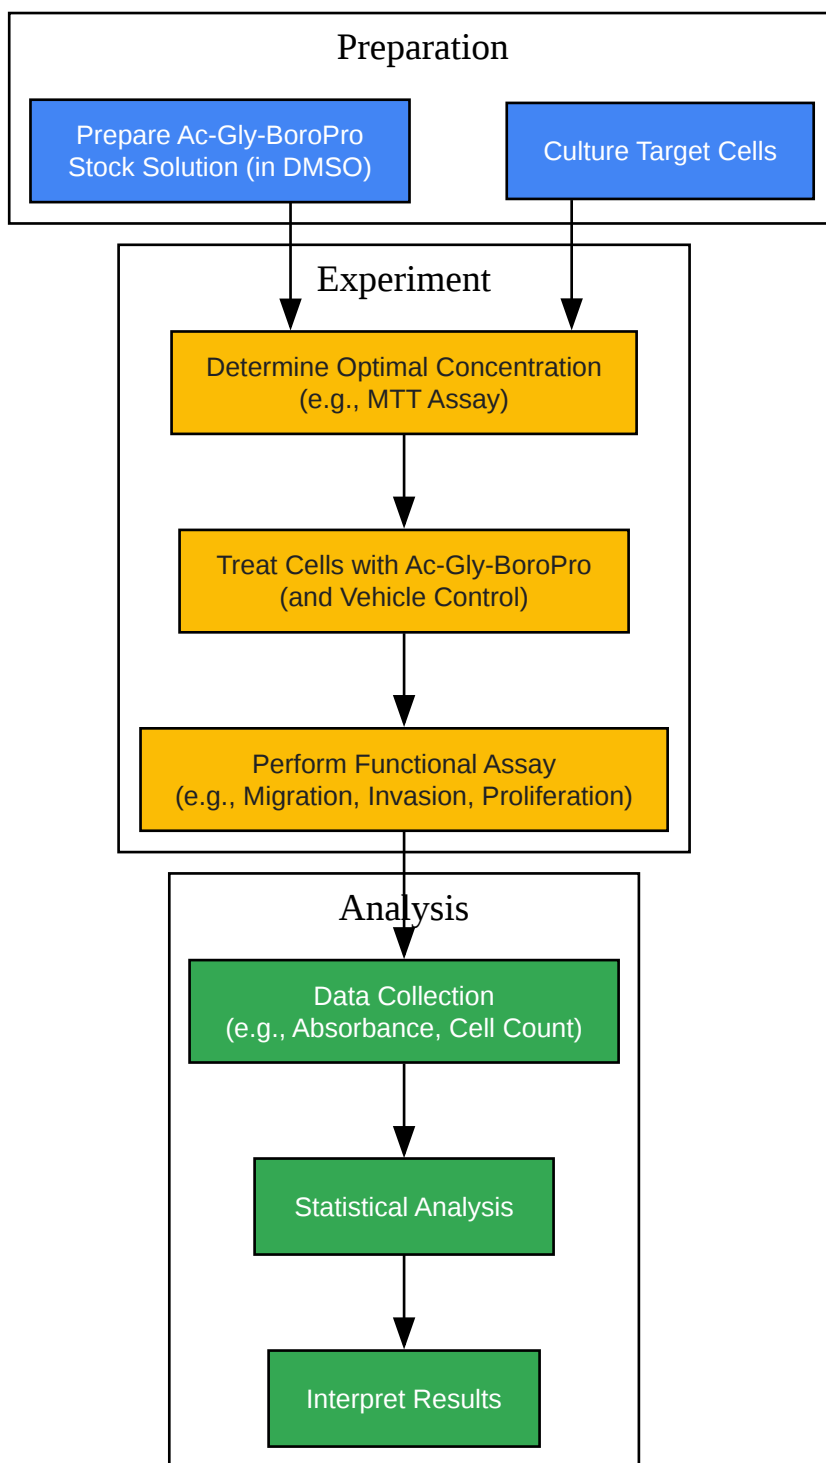 Preparation
Prepare Ac-Gly-BoroPro
Stock Solution (in DMSO)
Culture Target Cells
Experiment
Determine Optimal Concentration
(e.g., MTT Assay)
Treat Cells with Ac-Gly-BoroPro
(and Vehicle Control)
Perform Functional Assay
(e.g., Migration, Invasion, Proliferation)
Analysis
Data Collection
(e.g., Absorbance, Cell Count)
Statistical Analysis
Interpret Results